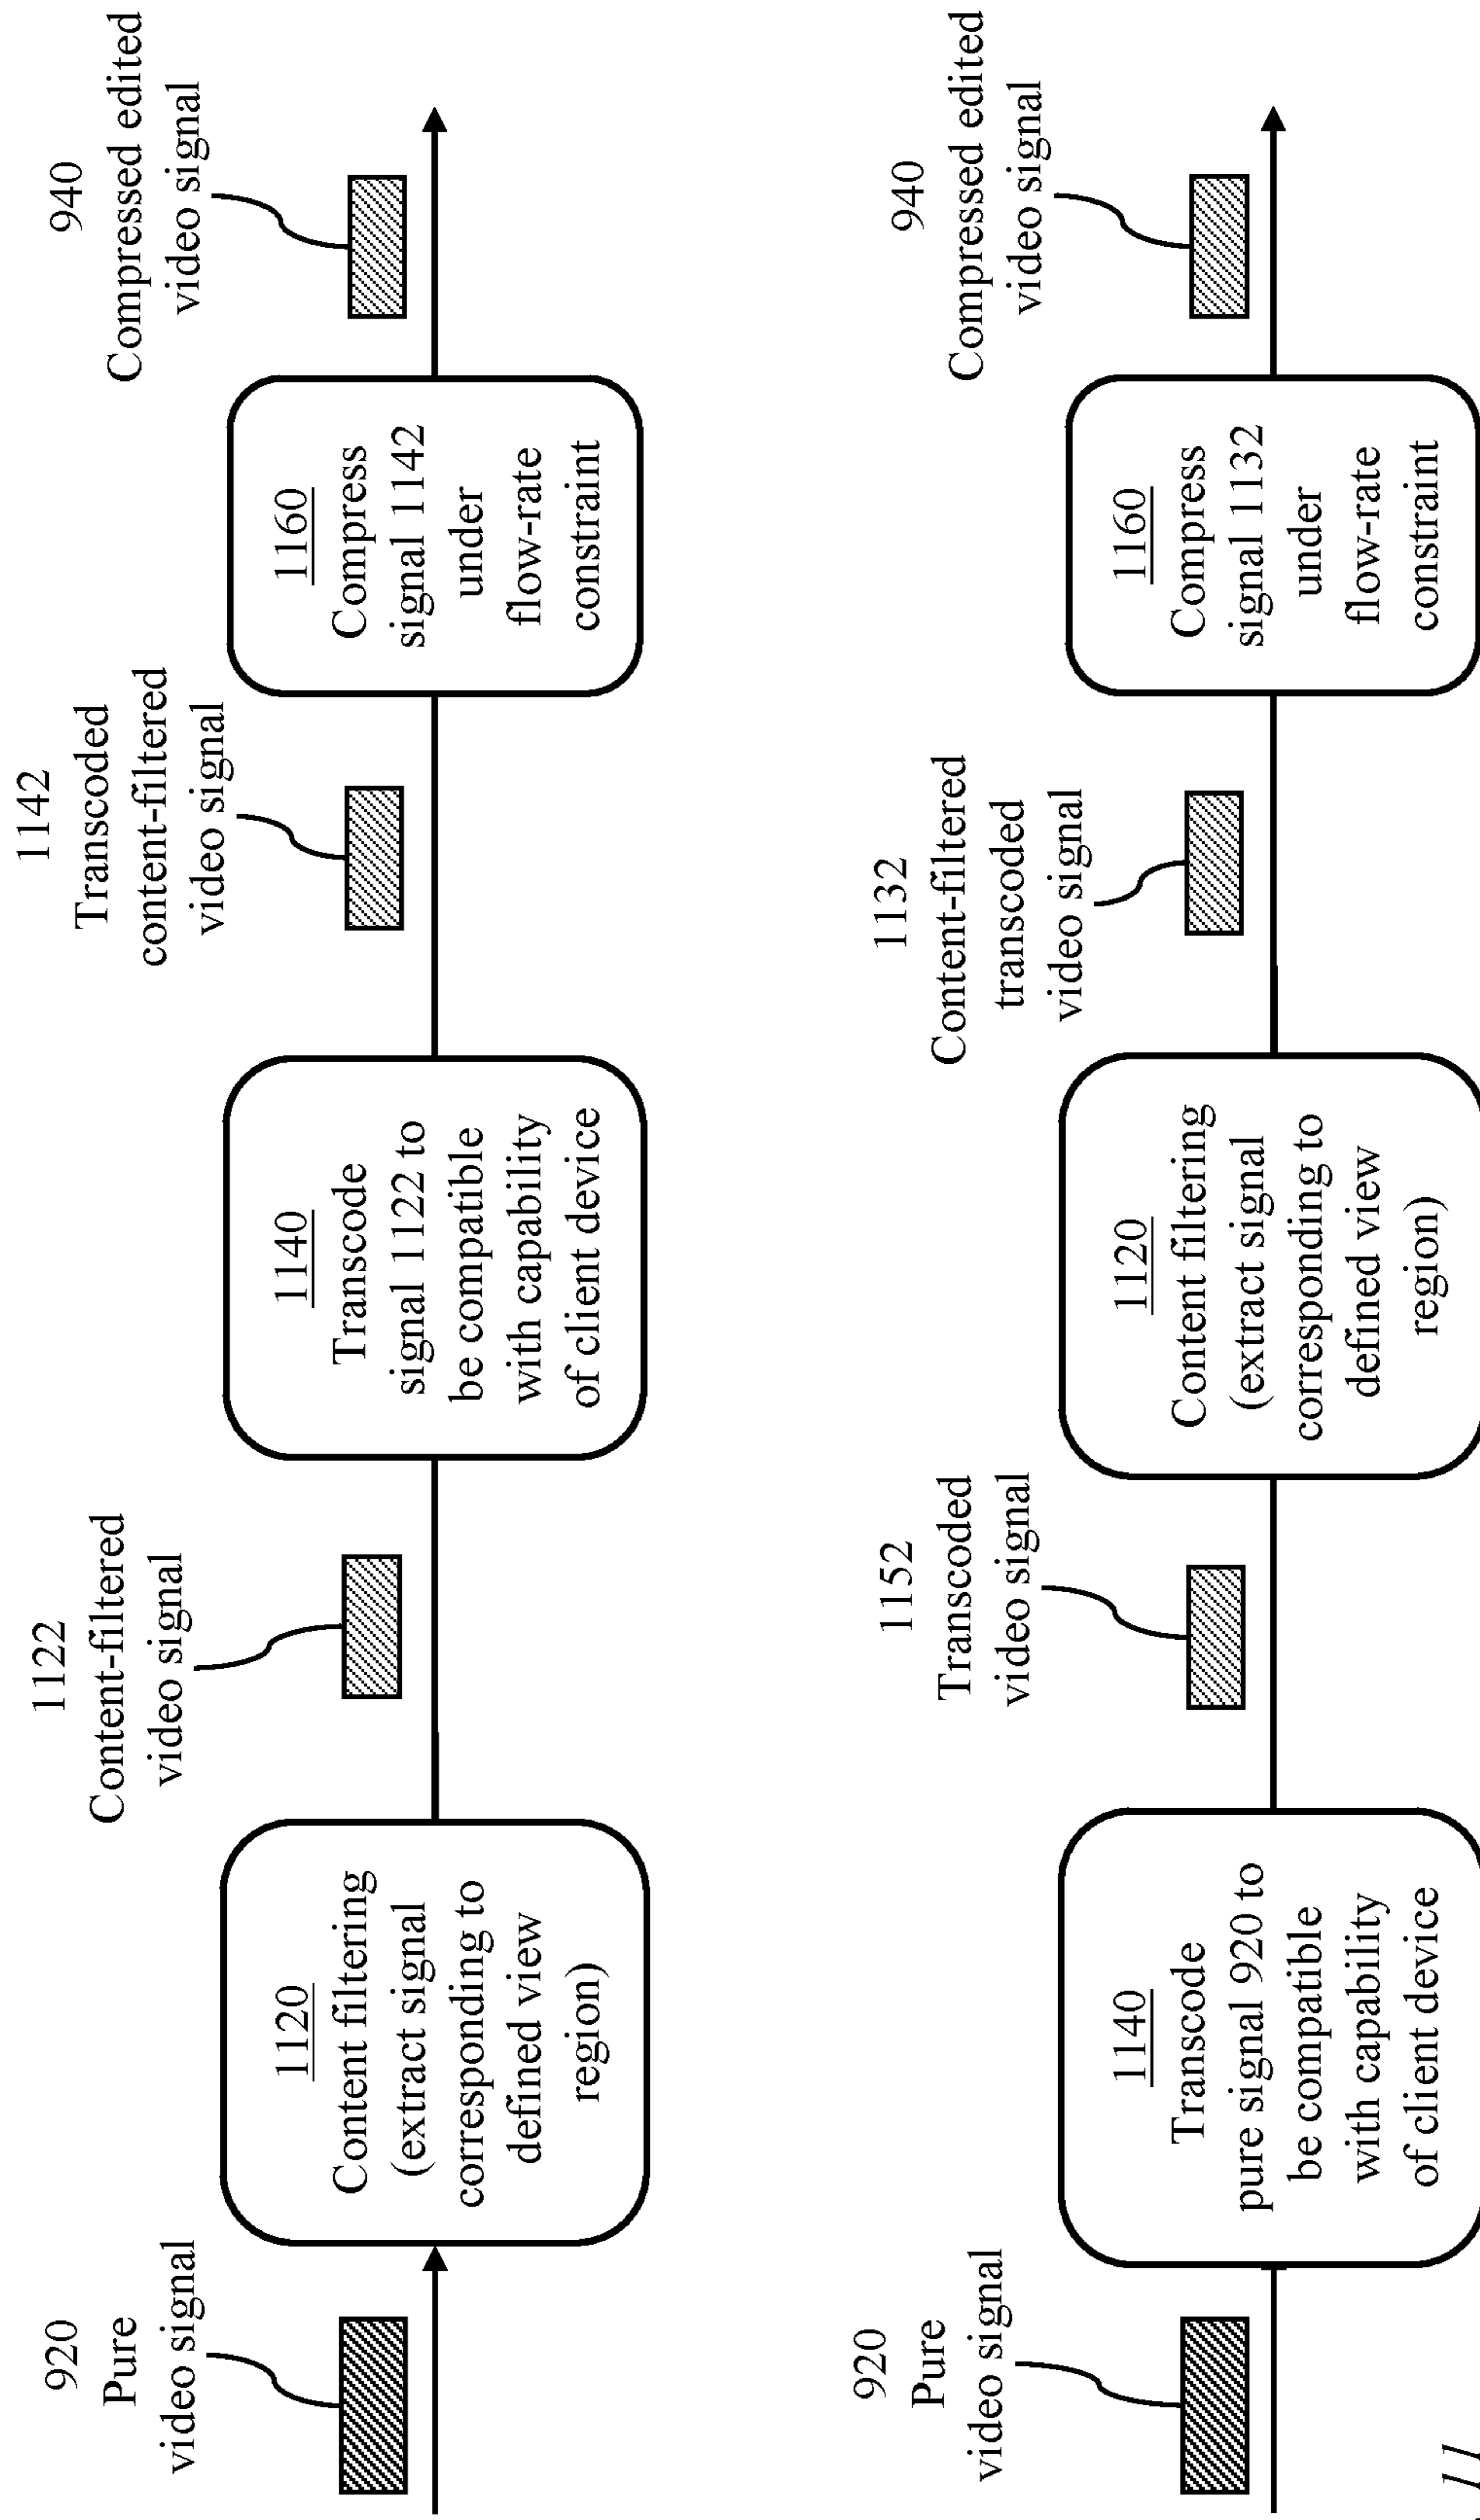 920
Pure
video signal
1120
Content filtering
(extract signal
corresponding to
defined view
region)
1122
Content-filtered
video signal
1140
Transcode
signal 1122 to
be compatible
with capability
of client device
1142
Transcoded
content-filtered
video signal
1160
Compress
signal 1142
under
flow-rate
constraint
940
Compressed edited
video signal
920
Pure
video signal
1140
Transcode
pure signal 920 to
be compatible
with capability
of client device
1152
Transcoded
video signal
1120
Content filtering
(extract signal
corresponding to
defined view
region)
1132
Content-filtered
transcoded
video signal
1160
Compress
signal 1132
under
flow-rate
constraint
940
Compressed edited
video signal
11